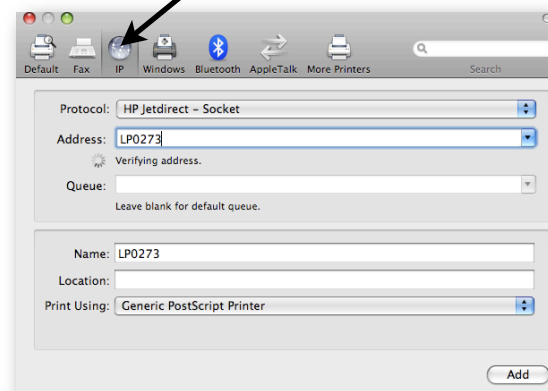 Default Fax IP Windows Bluetooth AppleTalk More Printers Search
Protocol: HP Jetdirect – Socket
Address: LP0273
Verifying address.
Queue:
Leave blank for default queue.
Name: LP0273
Location:
Print Using: Generic PostScript Printer
Add